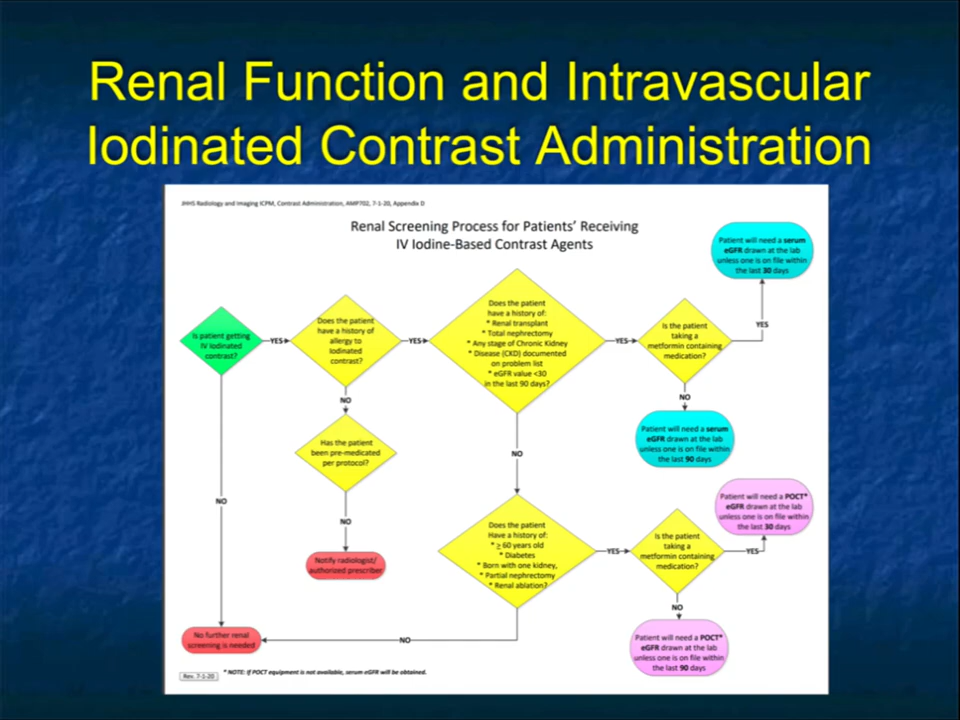 Renal Function and Intravascular
Iodinated Contrast Administration
JHHS Radiology and Imaging ICPM, Contrast Administration, AMP702, 7-1-20, Appendix D
Renal Screening Process for Patients' Receiving
IV Iodine-Based Contrast Agents
Is patient getting
IV Iodinated
contrast?
YES
Does the patient
have a history of
allergy to
Iodinated
contrast?
YES
Does the patient
have a history of:
* Renal transplant
* Total nephrectomy
* Any stage of Chronic Kidney
* Disease (CKD) documented
on problem list
* eGFR value <30
in the last 90 days?
YES
Is the patient
taking a
metformin containing
medication?
YES
Patient will need a serum
eGFR drawn at the lab
unless one is on file within
the last 30 days
NO
Patient will need a serum
eGFR drawn at the lab
unless one is on file within
the last 90 days
NO
Has the patient
been pre-medicated
per protocol?
NO
Notify radiologist/
authorized prescriber
NO
Does the patient
Have a history of:
* ≥ 60 years old
* Diabetes
* Born with one kidney,
* Partial nephrectomy
* Renal ablation?
YES
Is the patient
taking a
metformin containing
medication?
YES
Patient will need a POCT*
eGFR drawn at the lab
unless one is on file within
the last 30 days
NO
Patient will need a POCT*
eGFR drawn at the lab
unless one is on file within
the last 90 days
NO
NO
No further renal
screening is needed
* NOTE: if POCT equipment is not available, serum eGFR will be obtained.
Rev. 7-1-20